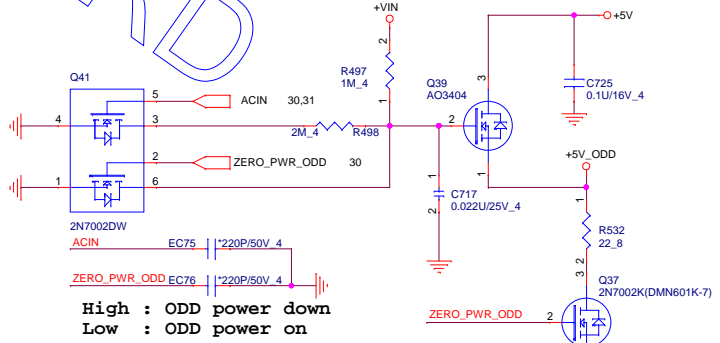 +VIN
+5V
Q41
R497
1M_4
2
1
Q39
AO3404
3
C725
0.1U/16V_4
5
ACIN 30,31
4
3
2M_4
R498
2
1
+5V_ODD
2
ZERO_PWR_ODD 30
1
6
1
2
C717
0.022U/25V_4
R532
22_8
2N7002DW
ACIN EC75 *220P/50V_4
ZERO_PWR_ODD EC76 *220P/50V_4
High : ODD power down
Low : ODD power on
3
2
Q37
2N7002K(DMN601K-7)
ZERO_PWR_ODD 2